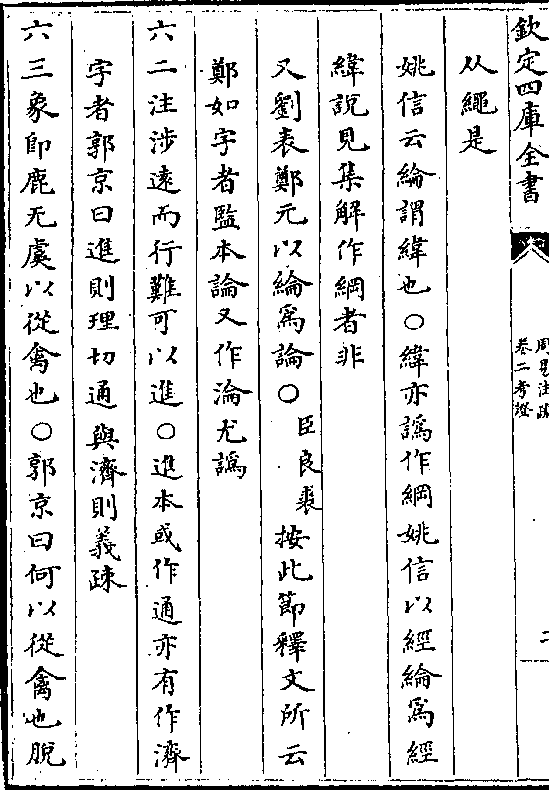 欽定四庫全書
周易注疏
卷二考證
二
从繩是
姚信云綸謂緯也○緯亦譌作綱姚信以經綸爲經
緯說見集解作綱者非
又劉表鄭元以綸爲論○臣良裘按此節釋文所云
鄭如字者監本論又作淪尤譌
六二注涉遠而行難可以進○進本或作通亦有作濟
字者郭京曰進則理切通與濟則義疎
六三象即鹿无虞以從禽也○郭京曰何以從禽也脫